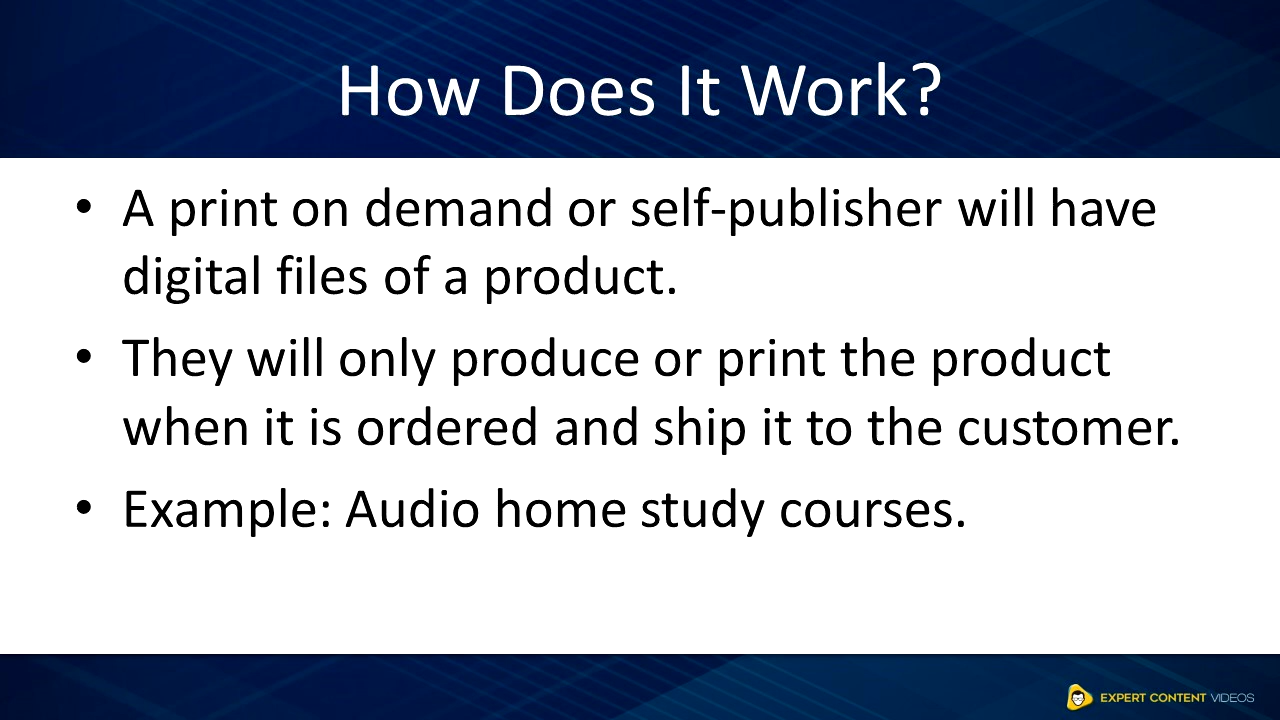 How Does It Work?
• A print on demand or self-publisher will have
digital files of a product.
• They will only produce or print the product
when it is ordered and ship it to the customer.
• Example: Audio home study courses.
EXPERT CONTENT VIDEOS